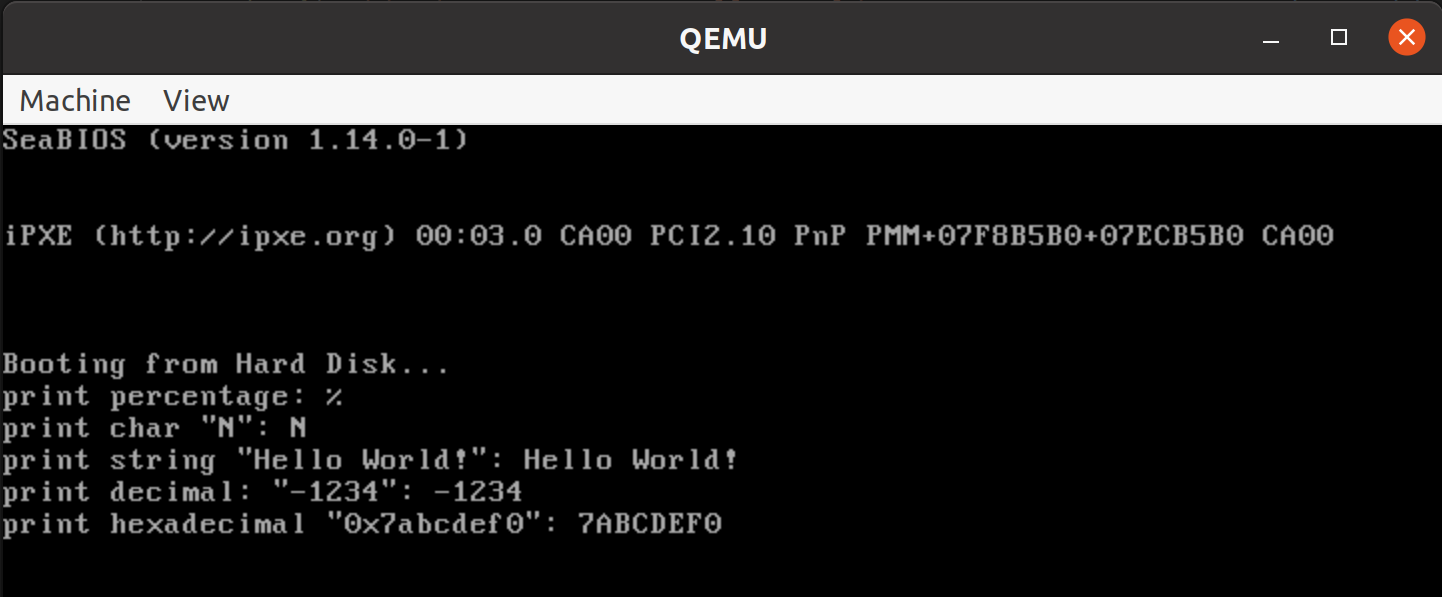 QEMU
Machine View
SeaBIOS (version 1.14.0-1)
iPXE (http://ipxe.org) 00:03.0 CA00 PCI2.10 PnP PMM+07F8B5B0+07ECB5B0 CA00
Booting from Hard Disk...
print percentage: %
print char "N": N
print string "Hello World!": Hello World!
print decimal: "-1234": -1234
print hexadecimal "0x7abcdef0": 7ABCDEF0